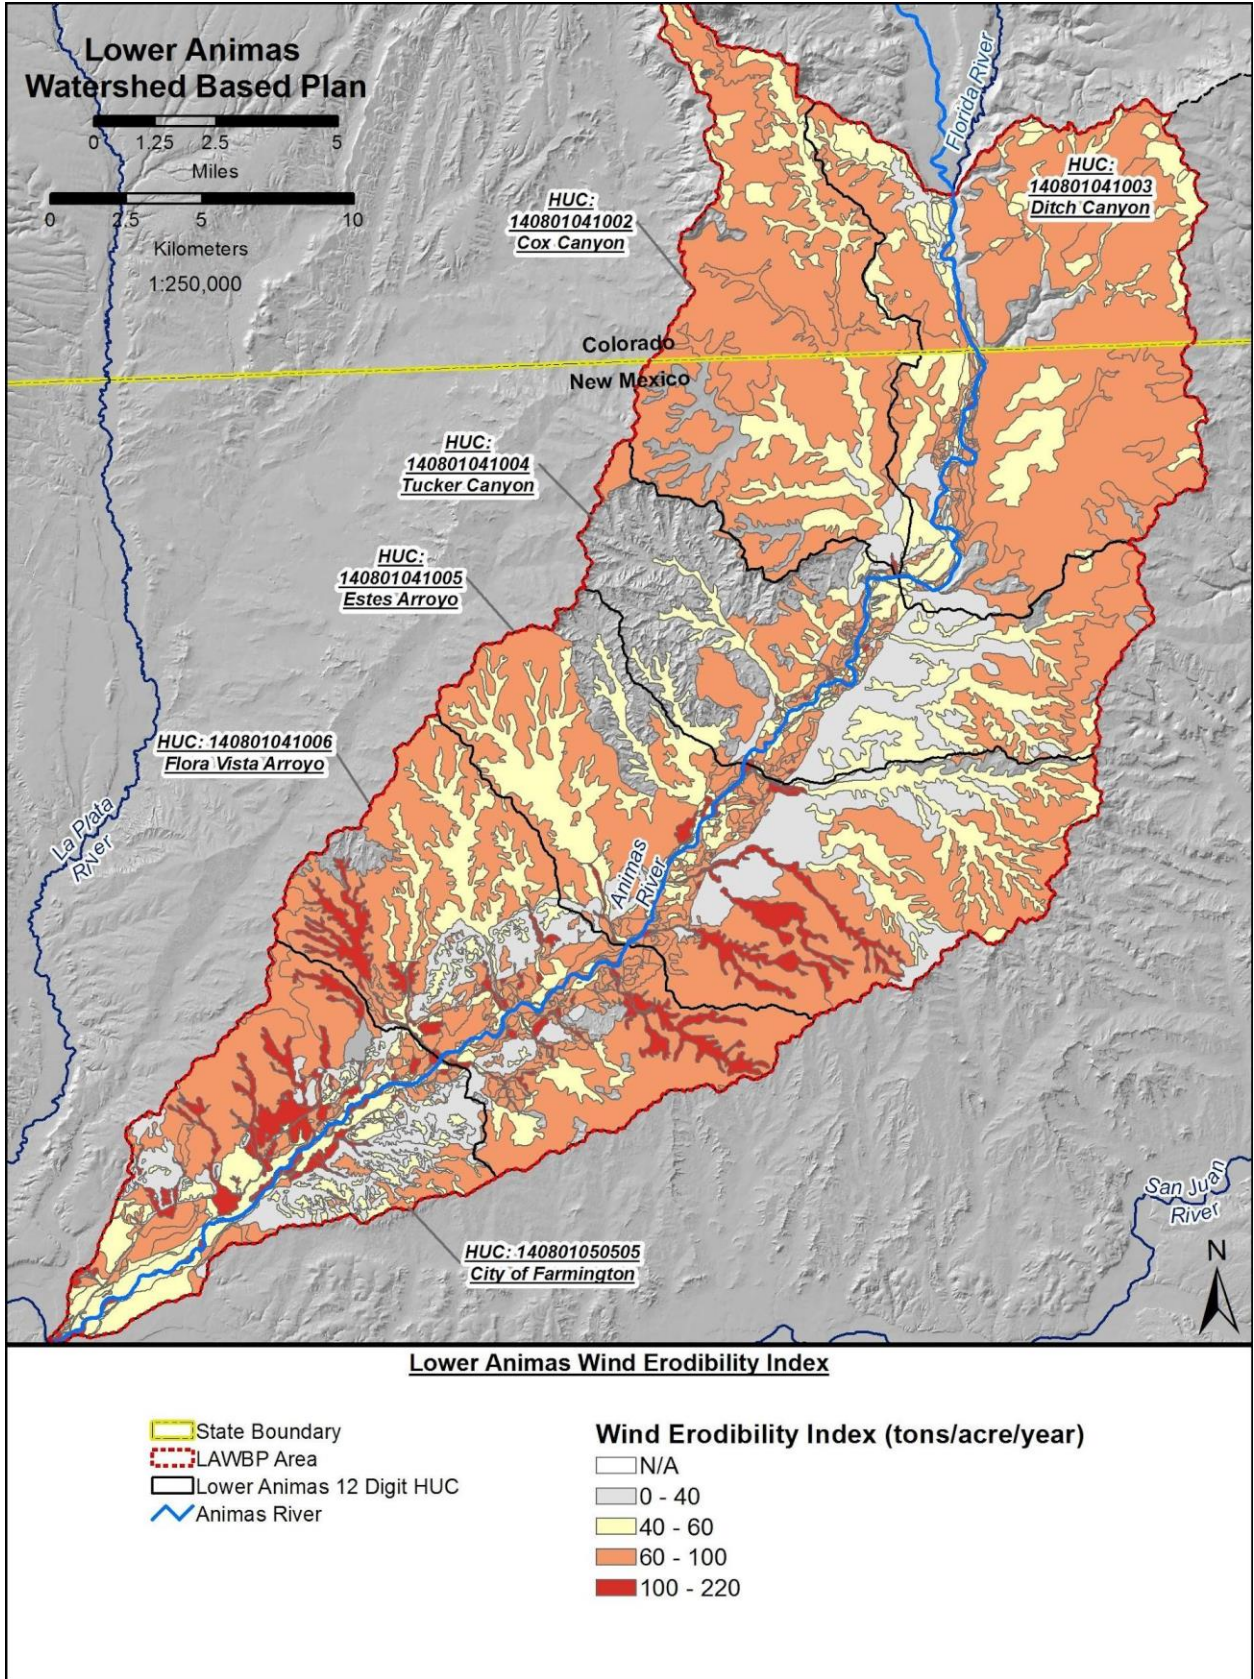 Lower Animas
Watershed Based Plan
0 1.25 2.5 5
Miles
0 2.5 5 10
Kilometers
1:250,000
Florida River
HUC:
140801041003
Ditch Canyon
HUC:
140801041002
Cox Canyon
Colorado
New Mexico
HUC:
140801041004
Tucker Canyon
HUC:
140801041005
Estes Arroyo
HUC: 140801041006
Flora Vista Arroyo
La Plata
River
Animas
River
San Juan
River
HUC: 140801050505
City of Farmington
N
Lower Animas Wind Erodibility Index
State Boundary
LAWBP Area
Lower Animas 12 Digit HUC
Animas River
Wind Erodibility Index (tons/acre/year)
N/A
0 - 40
40 - 60
60 - 100
100 - 220